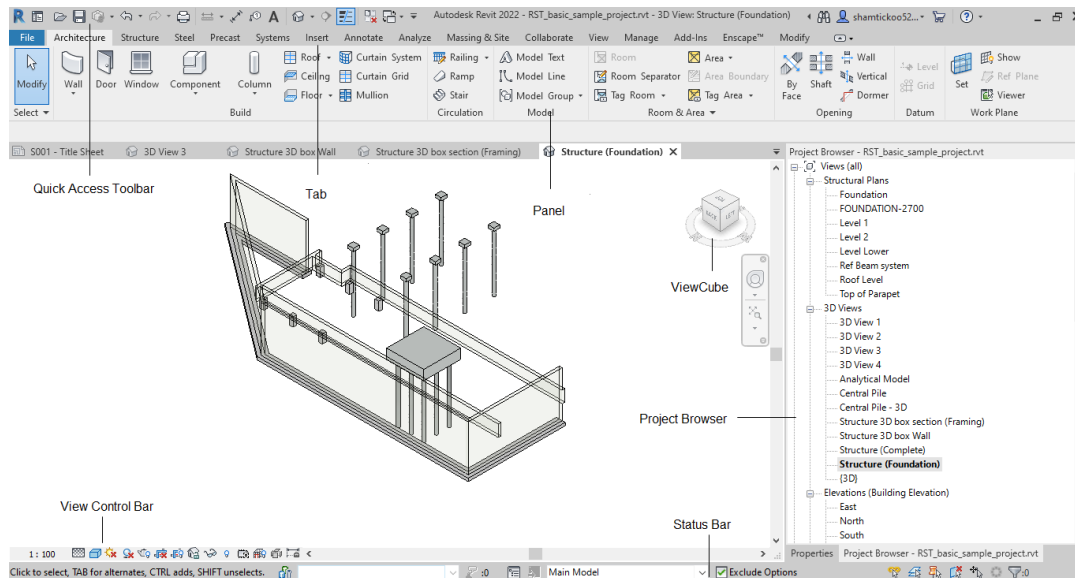 Autodesk Revit 2022 - RST_basic_sample_project.rvt - 3D View: Structure (Foundation)
shamtickoo52...
File Architecture Structure Steel Precast Systems Insert Annotate Analyze Massing & Site Collaborate View Manage Add-Ins Enscape™ Modify
Modify
Wall
Door
Window
Component
Column
Roof
Ceiling
Floor
Curtain System
Curtain Grid
Mullion
Railing
Ramp
Stair
Model Text
Model Line
Model Group
Room
Room Separator
Tag Room
Area
Area Boundary
Tag Area
By Face
Shaft
Wall
Vertical
Dormer
Level
Grid
Set
Show
Ref Plane
Viewer
Select Build Circulation Model Room & Area Opening Datum Work Plane
S001 - Title Sheet
3D View 3
Structure 3D box Wall
Structure 3D box section (Framing)
Structure (Foundation) X
Quick Access Toolbar
Tab
Panel
ViewCube
Project Browser
View Control Bar
Status Bar
Project Browser - RST_basic_sample_project.rvt
Views (all)
Structural Plans
Foundation
FOUNDATION-2700
Level 1
Level 2
Level Lower
Ref Beam system
Roof Level
Top of Parapet
3D Views
3D View 1
3D View 2
3D View 3
3D View 4
Analytical Model
Central Pile
Central Pile - 3D
Structure 3D box section (Framing)
Structure 3D box Wall
Structure (Complete)
Structure (Foundation)
{3D}
Elevations (Building Elevation)
East
North
South
1 : 100
Properties Project Browser - RST_basic_sample_project.rvt
Click to select, TAB for alternates, CTRL adds, SHIFT unselects.
:0
Main Model
Exclude Options
:0